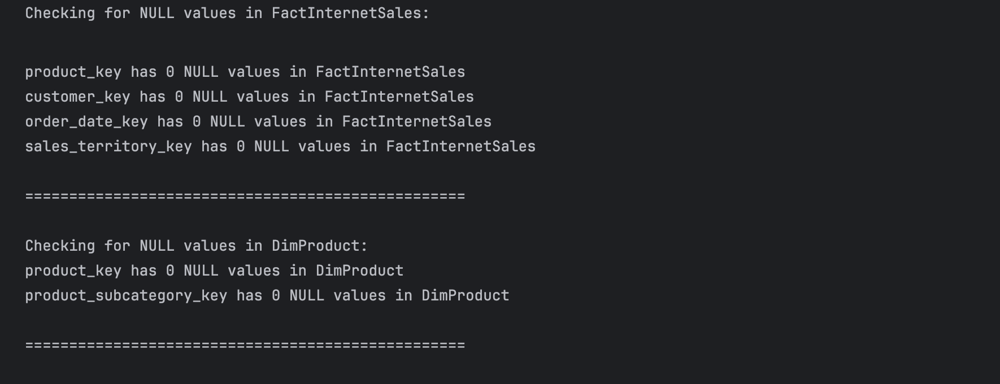 Checking for NULL values in FactInternetSales:
product_key has 0 NULL values in FactInternetSales
customer_key has 0 NULL values in FactInternetSales
order_date_key has 0 NULL values in FactInternetSales
sales_territory_key has 0 NULL values in FactInternetSales
==================================================
Checking for NULL values in DimProduct:
product_key has 0 NULL values in DimProduct
product_subcategory_key has 0 NULL values in DimProduct
==================================================